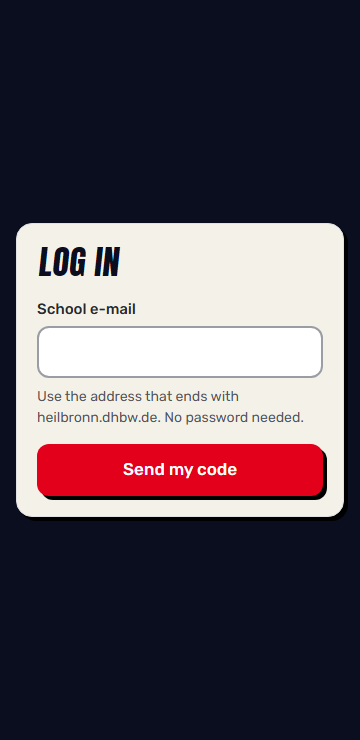 LOG IN
School e-mail
Use the address that ends with
heilbronn.dhbw.de. No password needed.
Send my code